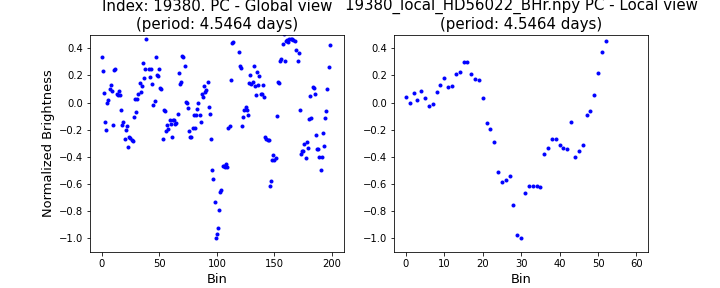 Index: 19380. PC - Global view
(period: 4.5464 days)
19380_local_HD56022_BHr.npy PC - Local view
(period: 4.5464 days)
Normalized Brightness
0.4
0.2
0.0
−0.2
−0.4
−0.6
−0.8
−1.0
0 50 100 150 200
Bin
0.4
0.2
0.0
−0.2
−0.4
−0.6
−0.8
−1.0
0 10 20 30 40 50 60
Bin